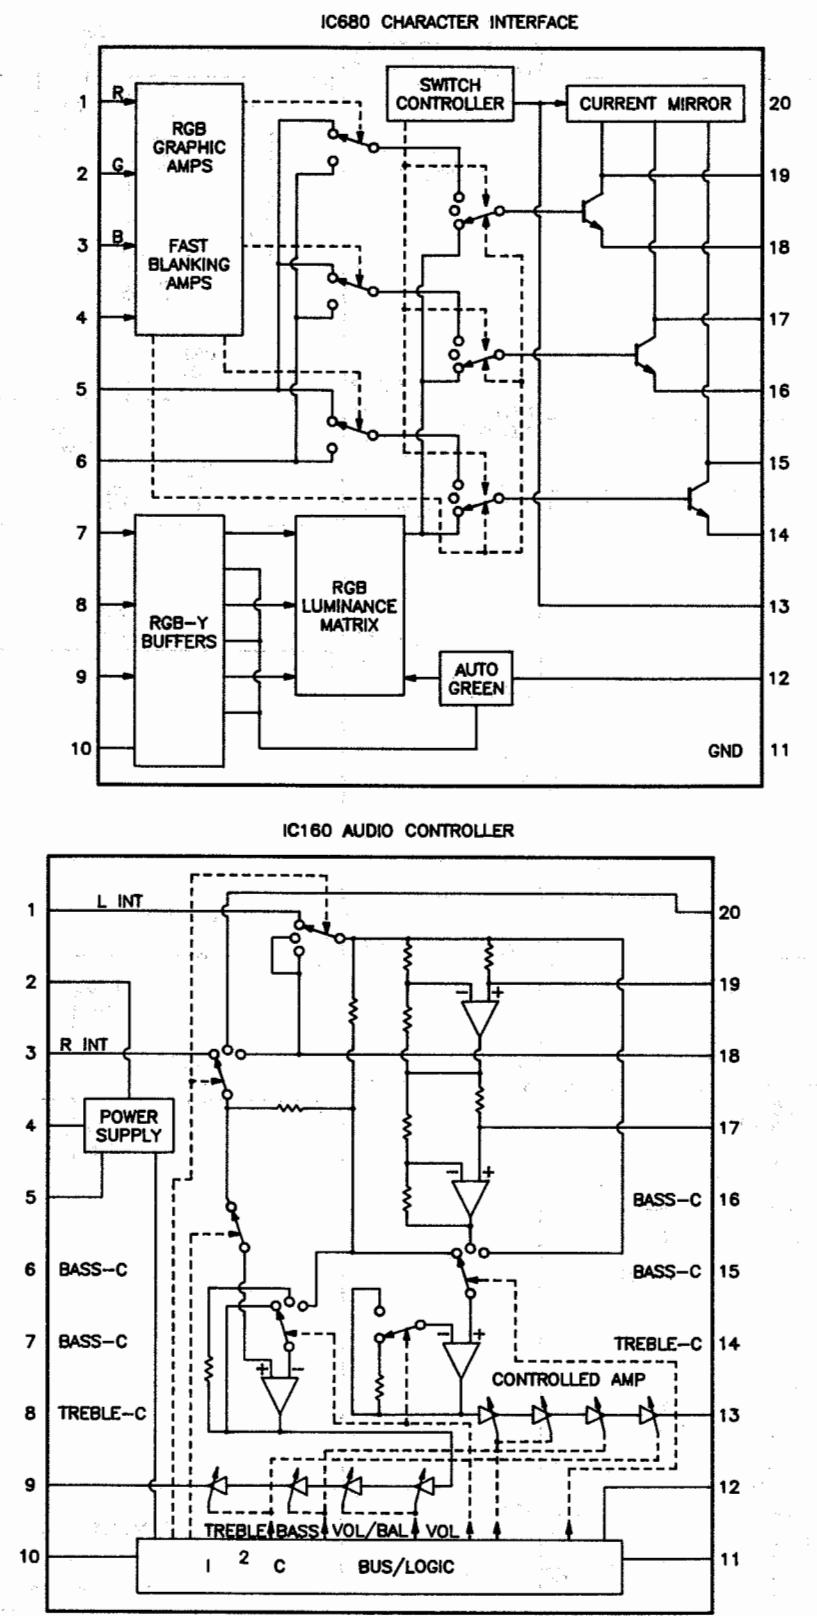 IC680 CHARACTER INTERFACE
1 R
RGB
GRAPHIC
AMPS
SWITCH
CONTROLLER
CURRENT MIRROR
20
2 G
19
3 B
FAST
BLANKING
AMPS
18
4
17
5
16
6
15
7
14
8
RGB-Y
BUFFERS
RGB
LUMINANCE
MATRIX
13
9
AUTO
GREEN
12
10
GND 11
IC160 AUDIO CONTROLLER
1 L INT
20
2
- +
19
3 R INT
18
4
POWER
SUPPLY
17
5
- +
BASS-C 16
6 BASS-C
BASS-C 15
7 BASS-C
- +
TREBLE-C 14
+ -
CONTROLLED AMP
8 TREBLE-C
13
9
12
TREBLE BASS VOL/BAL VOL
10
I 2 C BUS/LOGIC
11